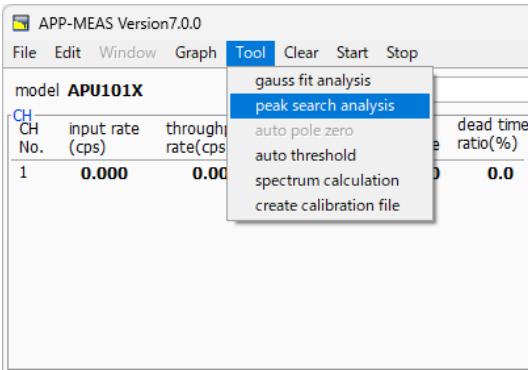 APP-MEAS Version7.0.0
File Edit Window Graph Tool Clear Start Stop
model APU101X
gauss fit analysis
peak search analysis
auto pole zero
auto threshold
spectrum calculation
create calibration file
CH
CH No. input rate (cps) dead time ratio(%)
1 0.000 0.0